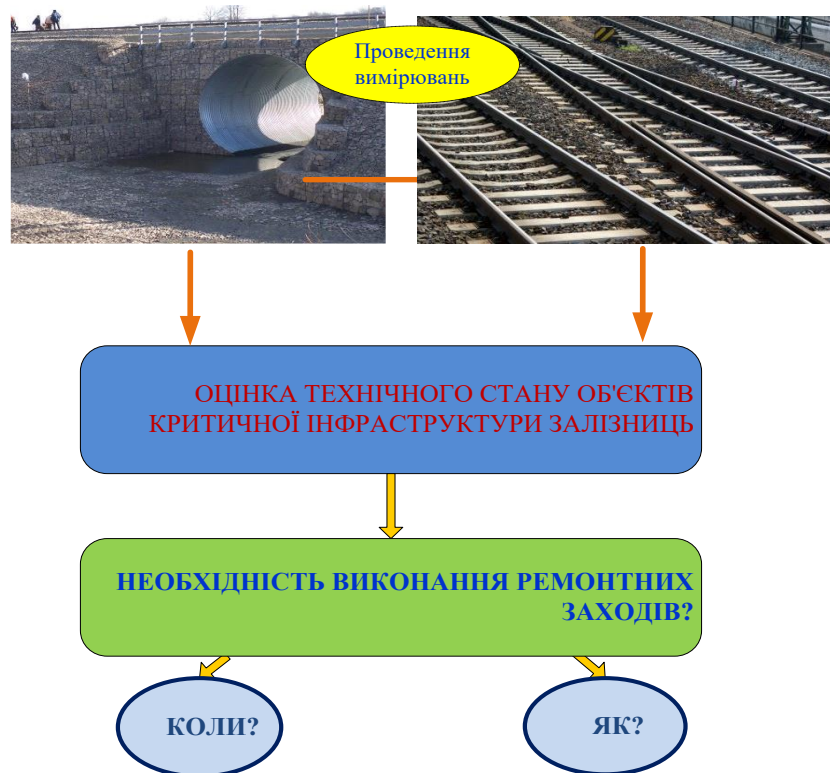 Проведення
вимірювань
ОЦІНКА ТЕХНІЧНОГО СТАНУ ОБ'ЄКТІВ
КРИТИЧНОЇ ІНФРАСТРУКТУРИ ЗАЛІЗНИЦЬ
НЕОБХІДНІСТЬ ВИКОНАННЯ РЕМОНТНИХ
ЗАХОДІВ?
КОЛИ?
ЯК?